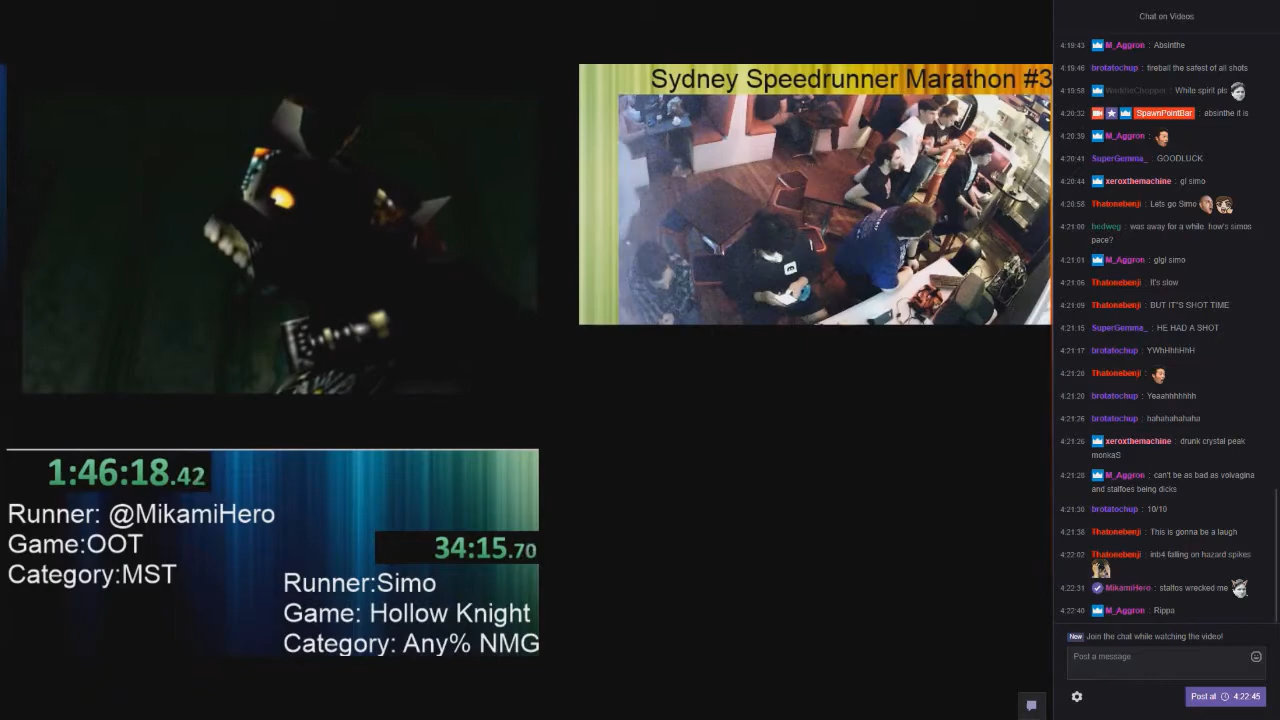 Sydney Speedrunner Marathon #3
1:46:18.42
Runner: @MikamiHero
Game:OOT
Category:MST
34:15.70
Runner:Simo
Game: Hollow Knight
Category: Any% NMG
Chat on Videos
4:19:43 M_Aggron : Absinthe
4:19:46 brotatochup : fireball the safest of all shots
4:19:58 WeddieChopper : White spirit pls
4:20:32 SpawnPointBar : absinthe it is
4:20:39 M_Aggron :
4:20:41 SuperGemma_ : GOODLUCK
4:20:44 xeroxthemachine : gl simo
4:20:58 Thatonebenji : Lets go Simo
4:21:00 hedweg : was away for a while. how's simos
pace?
4:21:01 M_Aggron : glgl simo
4:21:06 Thatonebenji : It's slow
4:21:09 Thatonebenji : BUT IT"S SHOT TIME
4:21:15 SuperGemma_ : HE HAD A SHOT
4:21:17 brotatochup : YWhHhhHhH
4:21:20 Thatonebenji :
4:21:20 brotatochup : Yeaahhhhhhh
4:21:26 brotatochup : hahahahahaha
4:21:26 xeroxthemachine : drunk crystal peak
monkaS
4:21:28 M_Aggron : can't be as bad as volvagina
and stalfoes being dicks
4:21:30 brotatochup : 10/10
4:21:38 Thatonebenji : This is gonna be a laugh
4:22:02 Thatonebenji : inb4 falling on hazard spikes
4:22:31 MikamiHero : stalfos wrecked me
4:22:40 M_Aggron : Rippa
New Join the chat while watching the video!
Post a message
Post at 4:22:45